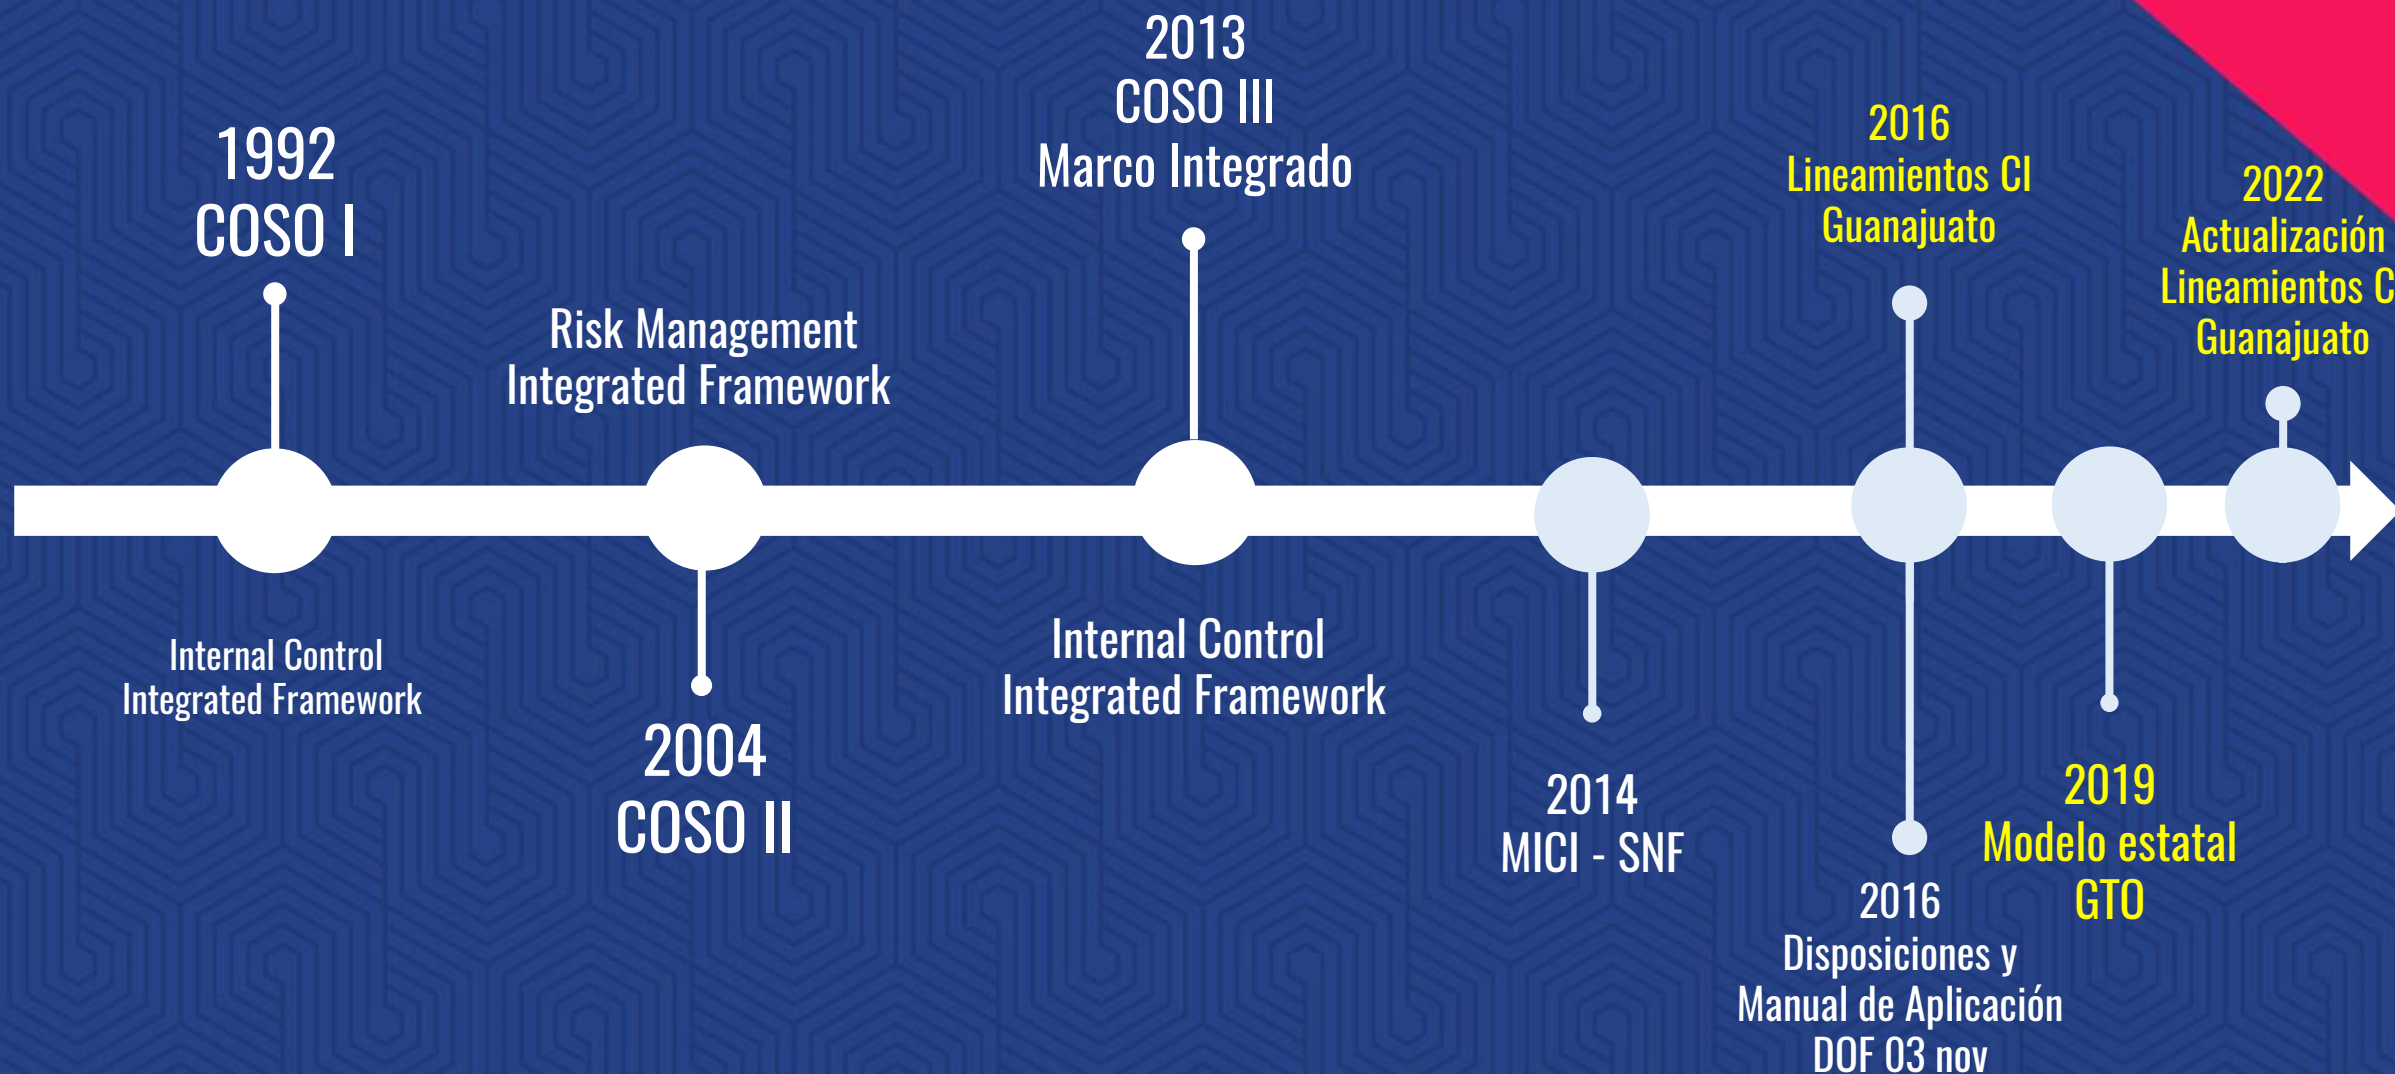 1992
COSO I
Internal Control
Integrated Framework
Risk Management
Integrated Framework
2004
COSO II
2013
COSO III
Marco Integrado
Internal Control
Integrated Framework
2014
MICI - SNF
2016
Lineamientos CI
Guanajuato
2016
Disposiciones y
Manual de Aplicación
DOF 03 nov
2019
Modelo estatal
GTO
2022
Actualización
Lineamientos C
Guanajuato